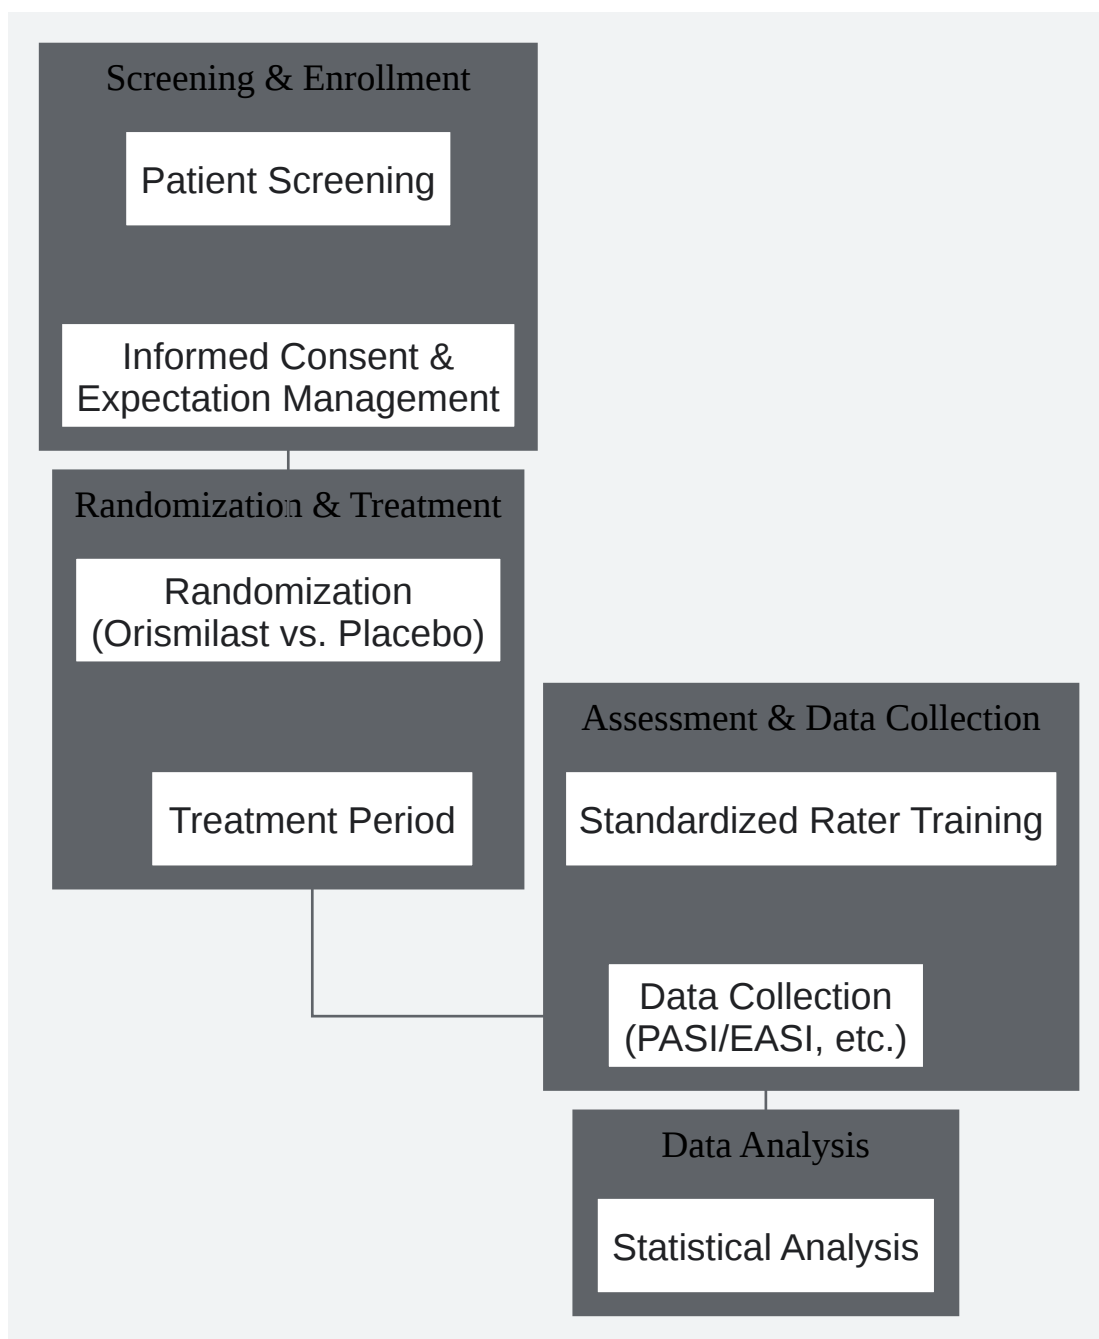 Screening & Enrollment
Patient Screening
Informed Consent &
Expectation Management
Randomization & Treatment
Randomization
(Orismilast vs. Placebo)
Treatment Period
Assessment & Data Collection
Standardized Rater Training
Data Collection
(PASI/EASI, etc.)
Data Analysis
Statistical Analysis